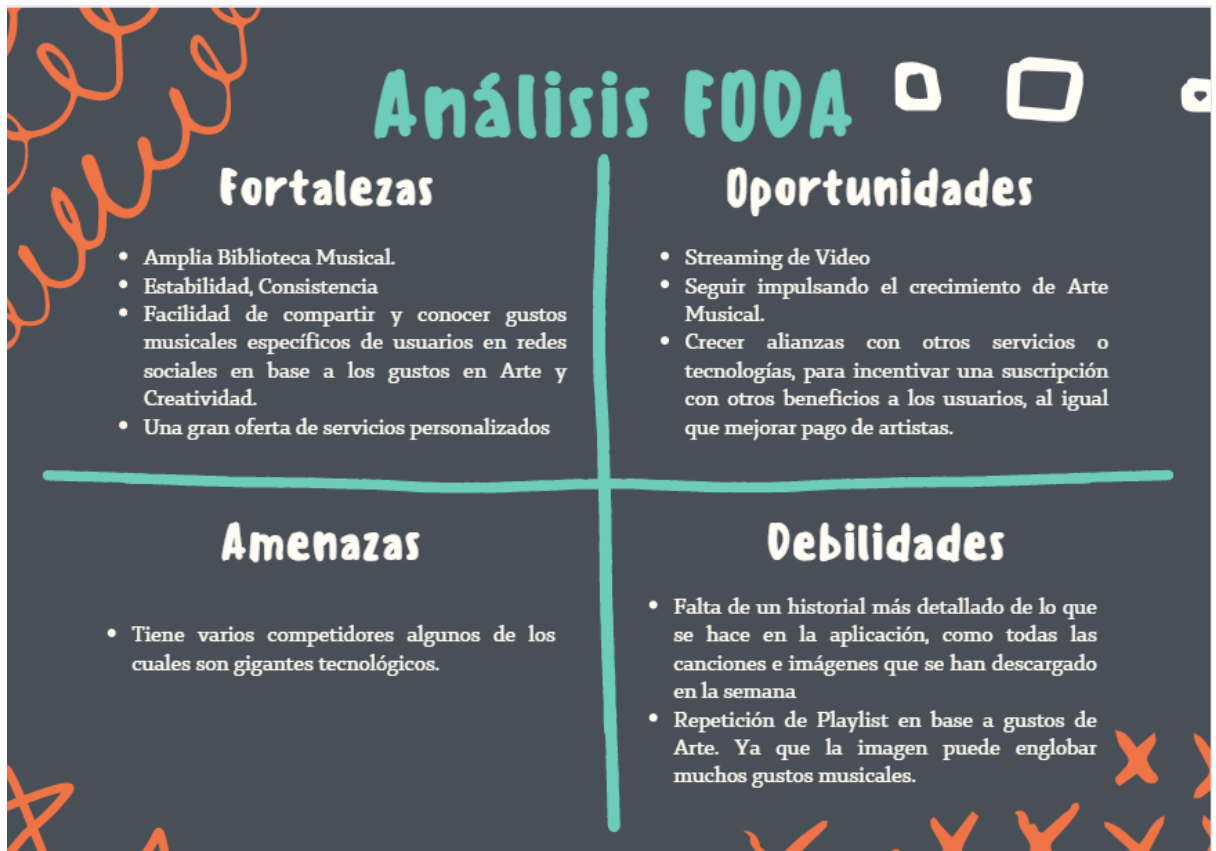 Análisis FODA
Fortalezas
• Amplia Biblioteca Musical.
• Estabilidad, Consistencia
• Facilidad de compartir y conocer gustos
musicales específicos de usuarios en redes
sociales en base a los gustos en Arte y
Creatividad.
• Una gran oferta de servicios personalizados
Oportunidades
• Streaming de Video
• Seguir impulsando el crecimiento de Arte
Musical.
• Crecer alianzas con otros servicios o
tecnologías, para incentivar una suscripción
con otros beneficios a los usuarios, al igual
que mejorar pago de artistas.
Amenazas
• Tiene varios competidores algunos de los
cuales son gigantes tecnológicos.
Debilidades
• Falta de un historial más detallado de lo que
se hace en la aplicación, como todas las
canciones e imágenes que se han descargado
en la semana
• Repetición de Playlist en base a gustos de
Arte. Ya que la imagen puede englobar
muchos gustos musicales.